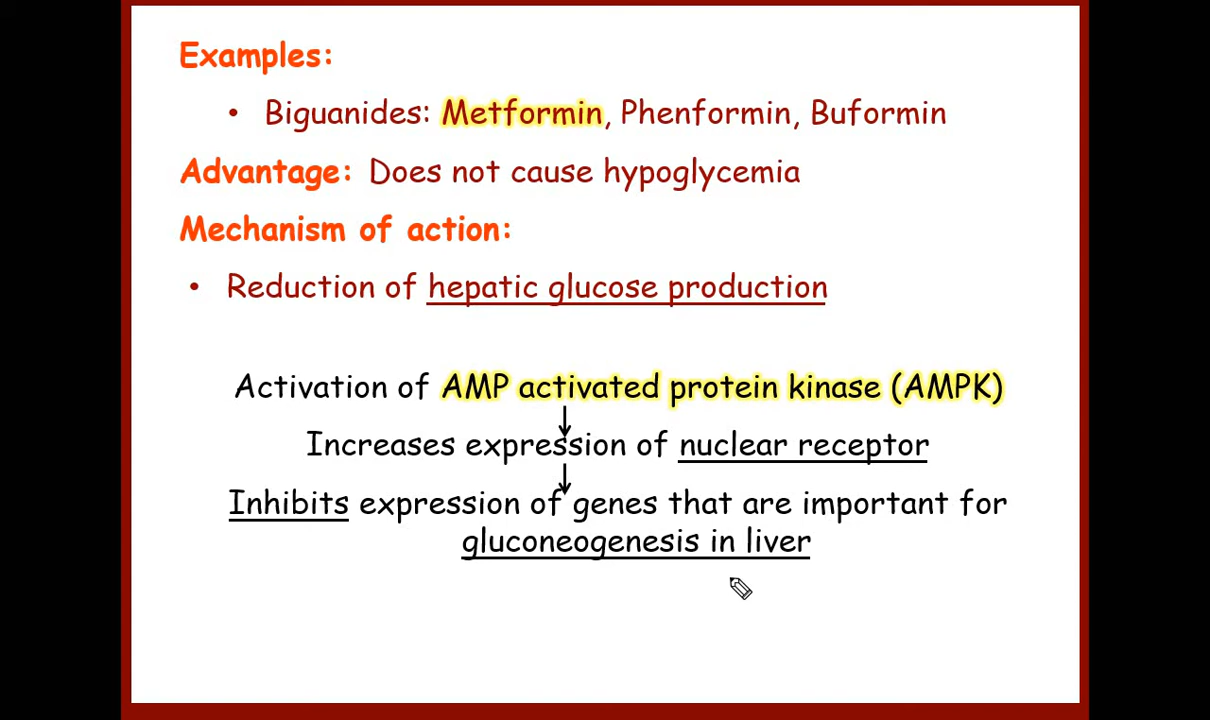 Examples:
• Biguanides: Metformin, Phenformin, Buformin
Advantage: Does not cause hypoglycemia
Mechanism of action:
• Reduction of hepatic glucose production
Activation of AMP activated protein kinase (AMPK)
Increases expression of nuclear receptor
Inhibits expression of genes that are important for
gluconeogenesis in liver